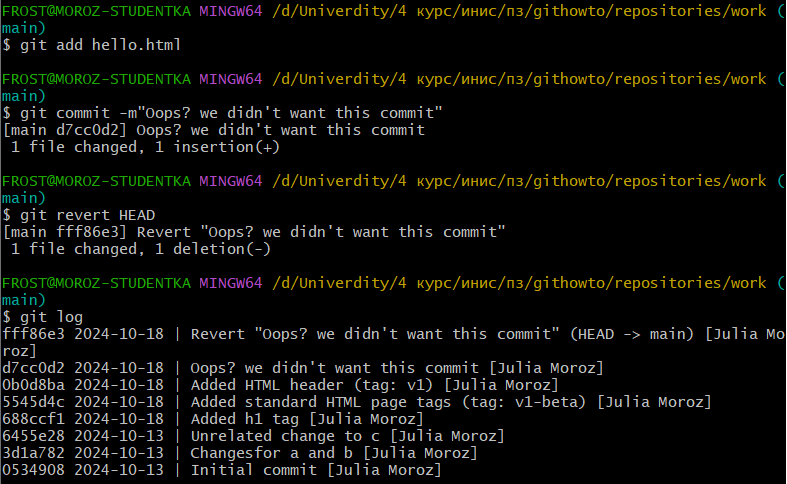 FROST@MOROZ-STUDENTKA MINGW64 /d/Univerdity/4 курс/инис/пз/githowto/repositories/work (
main)
$ git add hello.html
FROST@MOROZ-STUDENTKA MINGW64 /d/Univerdity/4 курс/инис/пз/githowto/repositories/work (
main)
$ git commit -m"Oops? we didn't want this commit"
[main d7cc0d2] Oops? we didn't want this commit
 1 file changed, 1 insertion(+)
FROST@MOROZ-STUDENTKA MINGW64 /d/Univerdity/4 курс/инис/пз/githowto/repositories/work (
main)
$ git revert HEAD
[main fff86e3] Revert "Oops? we didn't want this commit"
 1 file changed, 1 deletion(-)
FROST@MOROZ-STUDENTKA MINGW64 /d/Univerdity/4 курс/инис/пз/githowto/repositories/work (
main)
$ git log
fff86e3 2024-10-18 | Revert "Oops? we didn't want this commit" (HEAD -> main) [Julia Mo
roz]
d7cc0d2 2024-10-18 | Oops? we didn't want this commit [Julia Moroz]
0b0d8ba 2024-10-18 | Added HTML header (tag: v1) [Julia Moroz]
5545d4c 2024-10-18 | Added standard HTML page tags (tag: v1-beta) [Julia Moroz]
688ccf1 2024-10-18 | Added h1 tag [Julia Moroz]
6455e28 2024-10-13 | Unrelated change to c [Julia Moroz]
3d1a782 2024-10-13 | Changesfor a and b [Julia Moroz]
0534908 2024-10-13 | Initial commit [Julia Moroz]